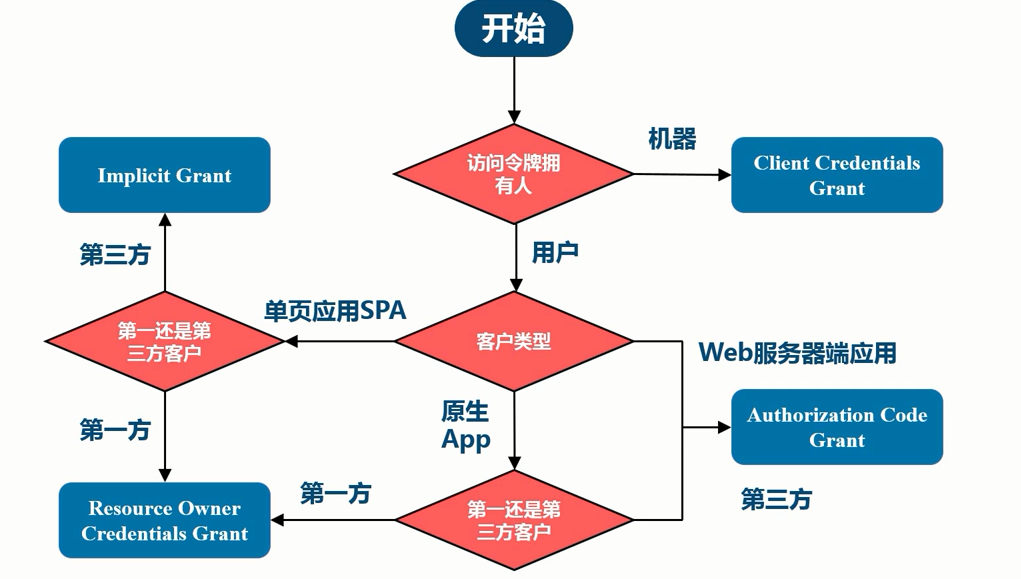 开始
访问令牌拥
有人
机器
Client Credentials
Grant
Implicit Grant
第三方
用户
第一还是第
三方客户
单页应用SPA
客户类型
Web服务器端应用
Authorization Code
Grant
第一方
原生
App
Resource Owner
Credentials Grant
第一方
第一还是第
三方客户
第三方